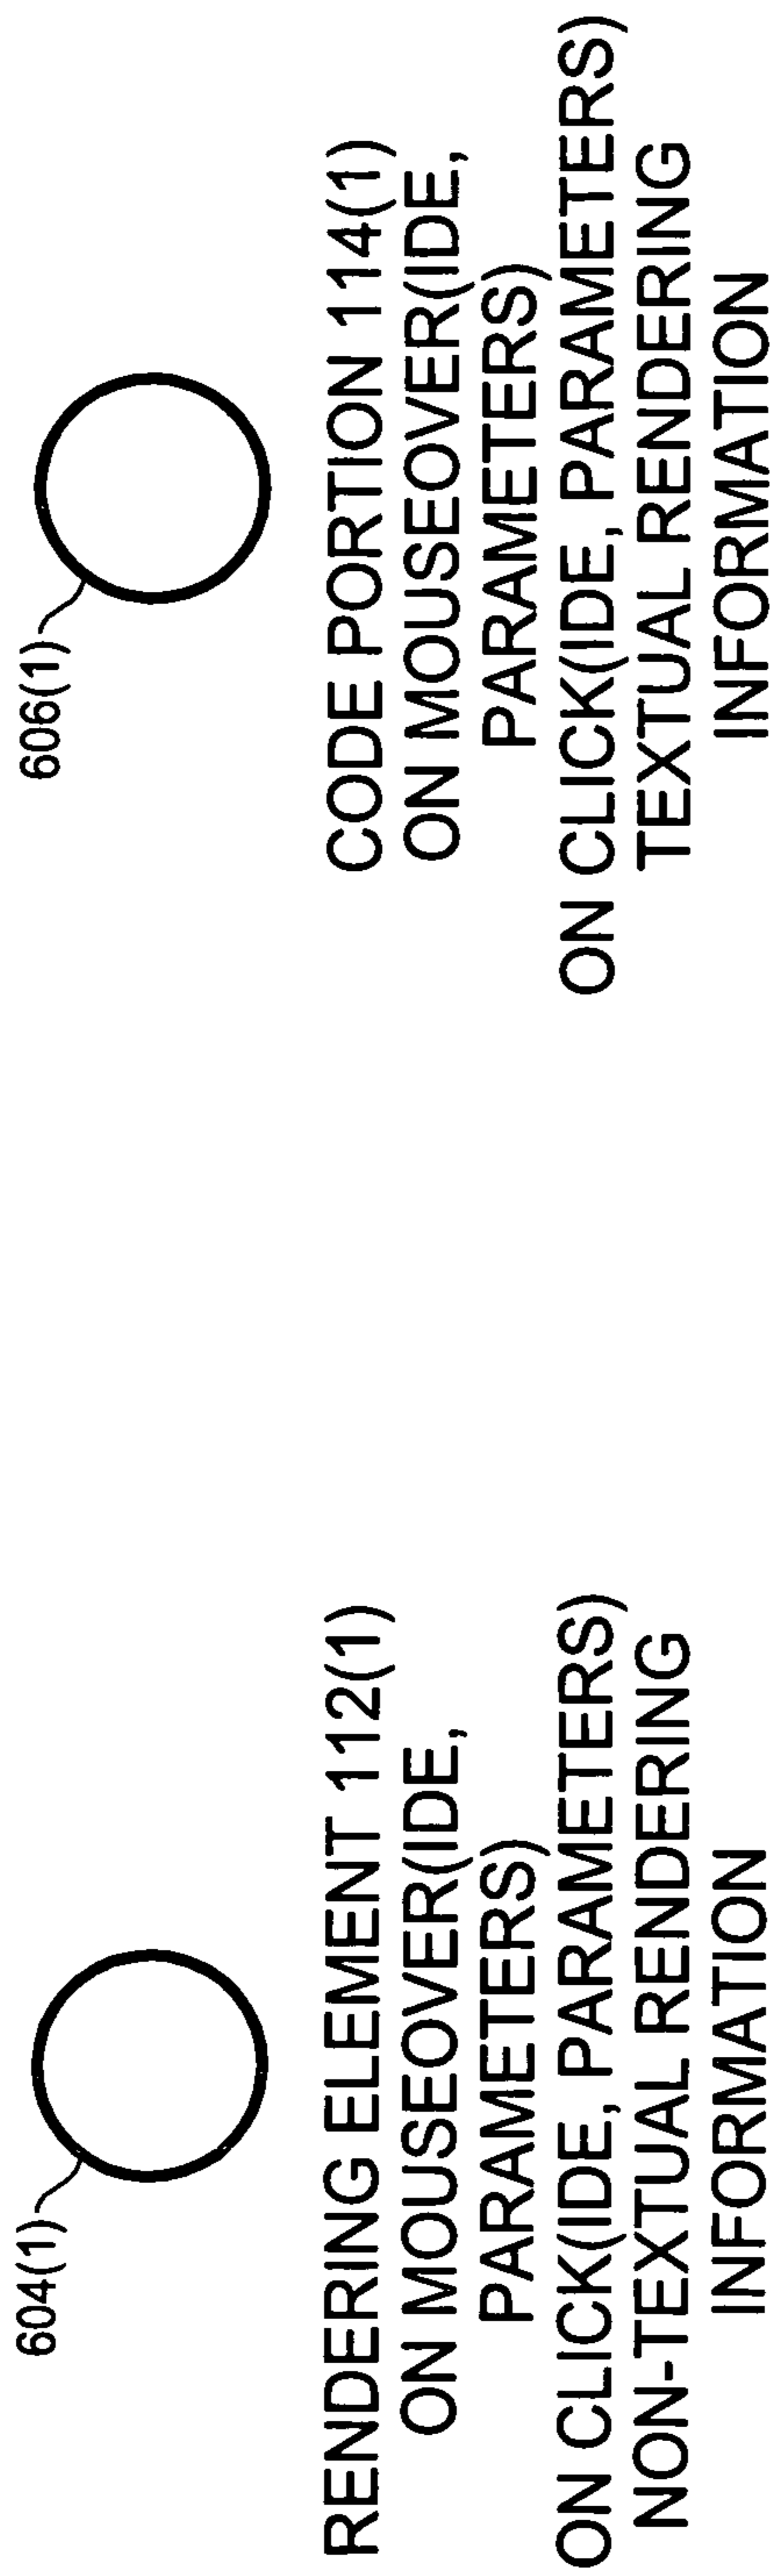 604(1)
RENDERING ELEMENT 112(1)
ON MOUSEOVER(IDE,
PARAMETERS)
ON CLICK(IDE, PARAMETERS)
NON-TEXTUAL RENDERING
INFORMATION
606(1)
CODE PORTION 114(1)
ON MOUSEOVER(IDE,
PARAMETERS)
ON CLICK(IDE, PARAMETERS)
TEXTUAL RENDERING
INFORMATION